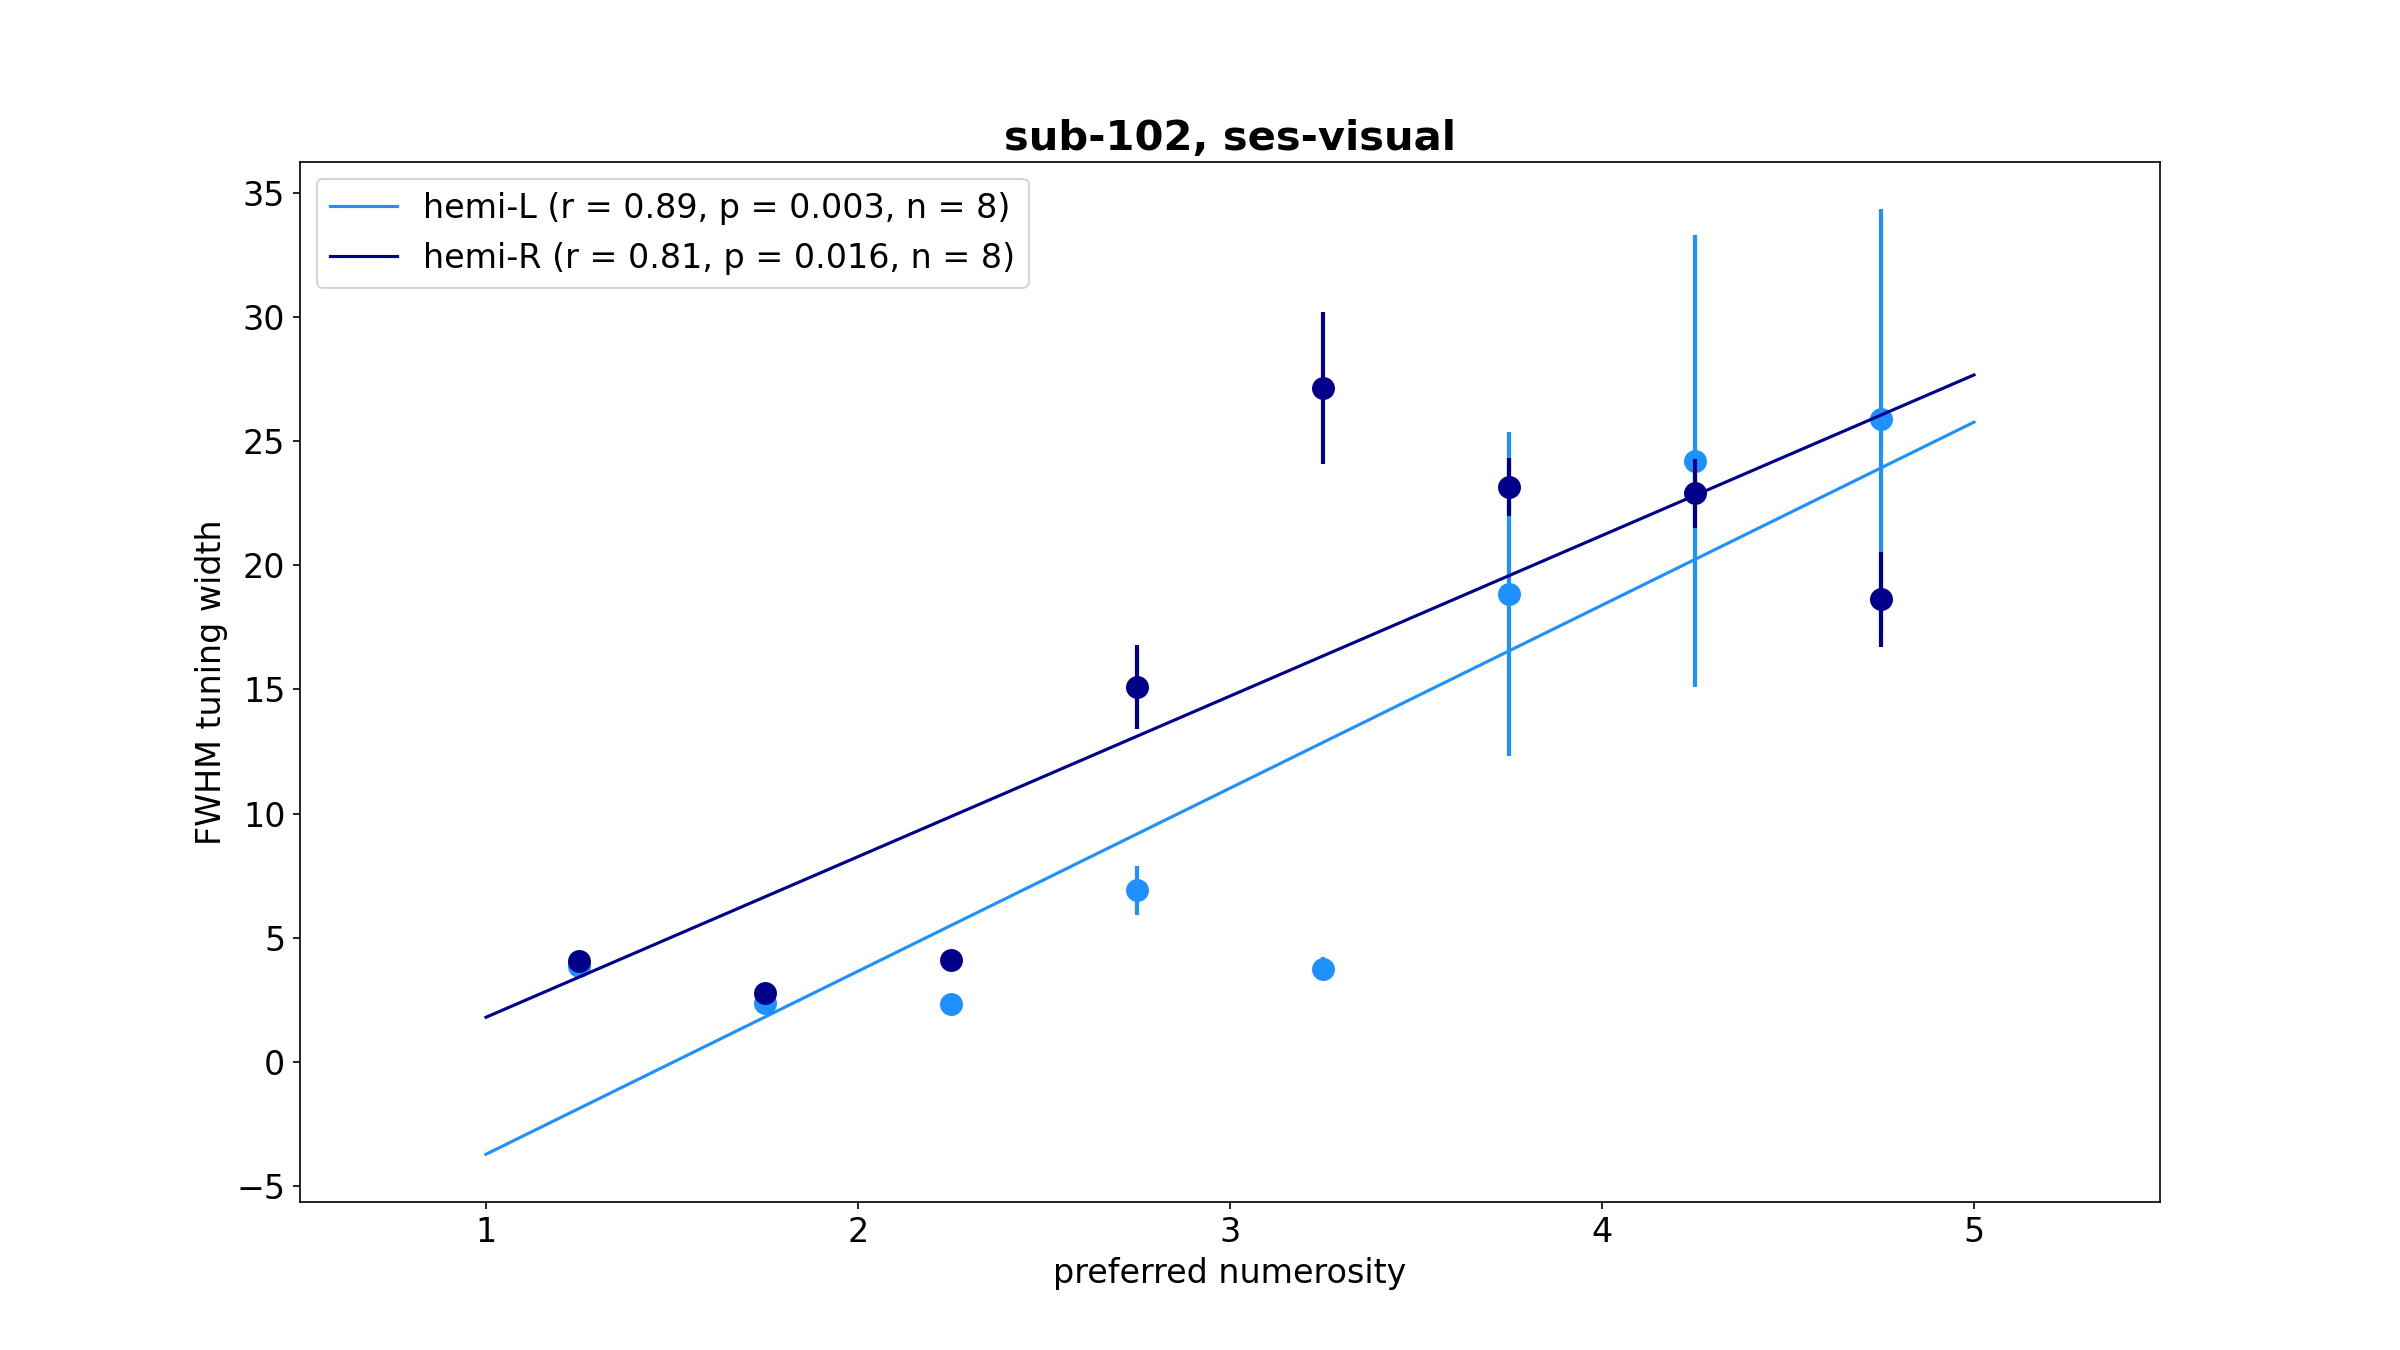 sub-102, ses-visual
hemi-L (r = 0.89, p = 0.003, n = 8)
hemi-R (r = 0.81, p = 0.016, n = 8)
35
30
25
20
15
10
5
0
−5
FWHM tuning width
1 2 3 4 5
preferred numerosity